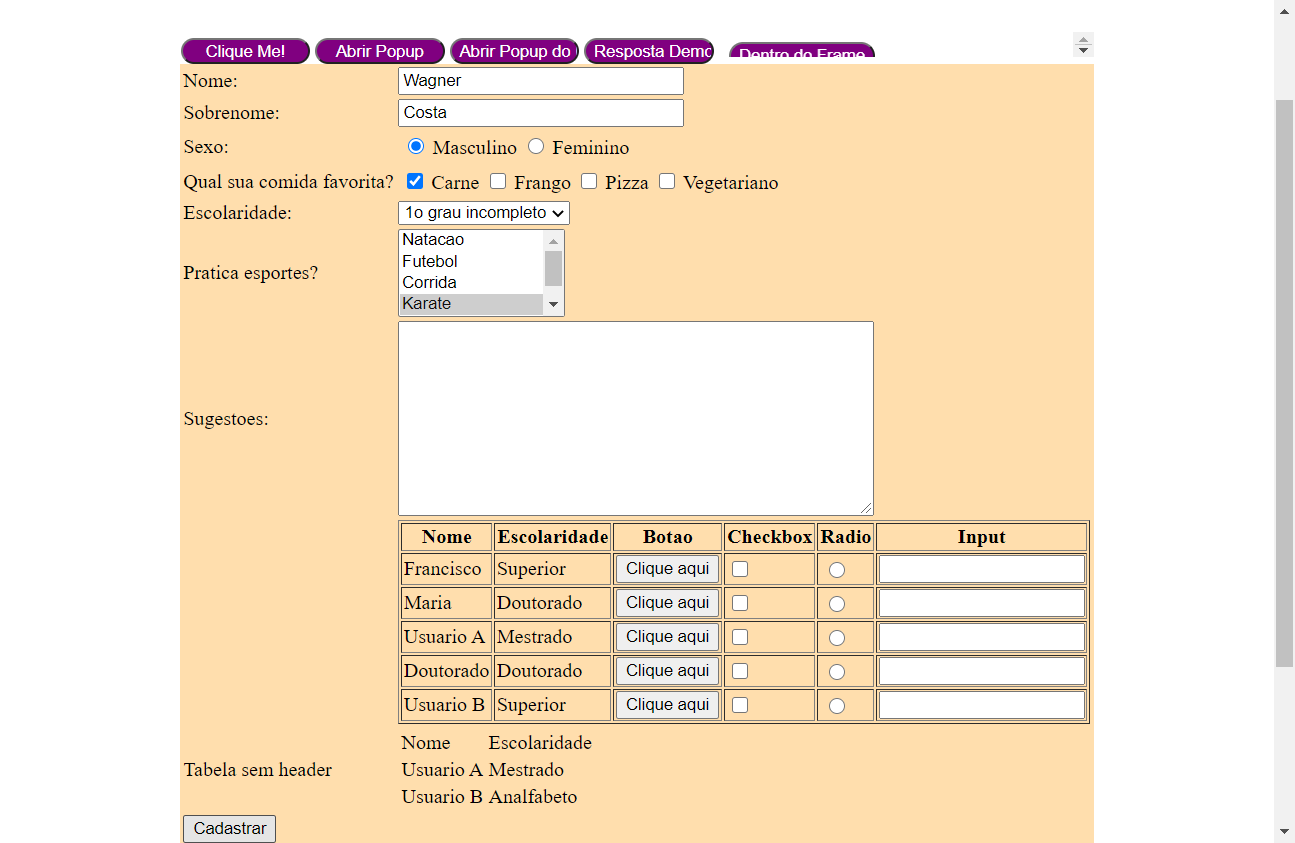 Clique Me! Abrir Popup Abrir Popup do Resposta Demo Dentro do Frame
Nome: Wagner
Sobrenome: Costa
Sexo: Masculino Feminino
Qual sua comida favorita? Carne Frango Pizza Vegetariano
Escolaridade: 1o grau incompleto
Natacao
Futebol
Pratica esportes?
Corrida
Karate
Sugestoes:
Nome Escolaridade Botao Checkbox Radio Input
Francisco Superior Clique aqui
Maria Doutorado Clique aqui
Usuario A Mestrado Clique aqui
Doutorado Doutorado Clique aqui
Usuario B Superior Clique aqui
Nome Escolaridade
Tabela sem header Usuario A Mestrado
Usuario B Analfabeto
Cadastrar